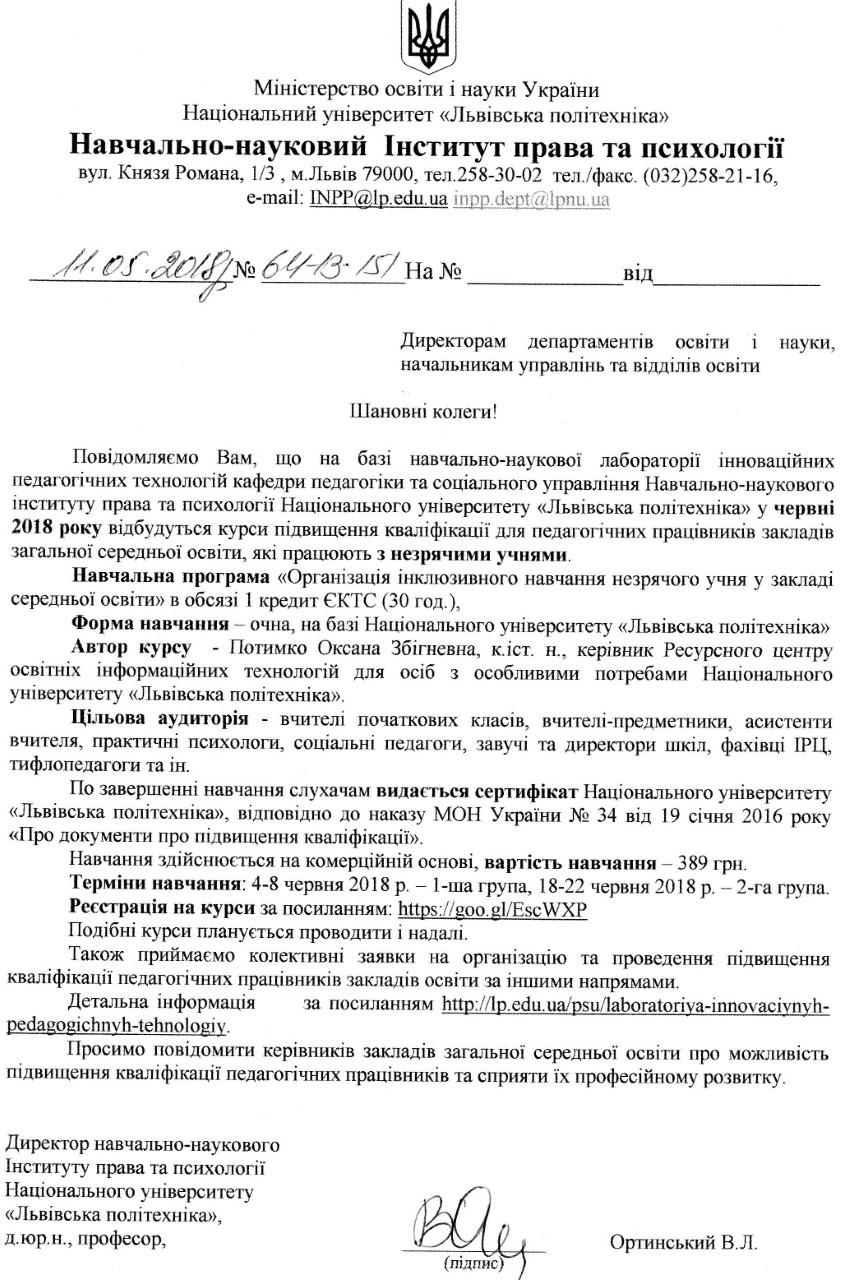 Міністерство освіти і науки України
Національний університет «Львівська політехніка»
Навчально-науковий Інститут права та психології
вул. Князя Романа, 1/3 , м.Львів 79000, тел.258-30-02 тел./факс. (032)258-21-16,
e-mail: INPP@lp.edu.ua inpp.dept@lpnu.ua
11.05.2018р № 64-13-151 На № ____________ від____________
Директорам департаментів освіти і науки,
начальникам управлінь та відділів освіти
Шановні колеги!
Повідомляємо Вам, що на базі навчально-наукової лабораторії інноваційних
педагогічних технологій кафедри педагогіки та соціального управління Навчально-наукового
інституту права та психології Національного університету «Львівська політехніка» у червні
2018 року відбудуться курси підвищення кваліфікації для педагогічних працівників закладів
загальної середньої освіти, які працюють з незрячими учнями.
Навчальна програма «Організація інклюзивного навчання незрячого учня у закладі
середньої освіти» в обсязі 1 кредит ЄКТС (30 год.),
Форма навчання – очна, на базі Національного університету «Львівська політехніка»
Автор курсу - Потимко Оксана Збігневна, к.іст. н., керівник Ресурсного центру
освітніх інформаційних технологій для осіб з особливими потребами Національного
університету «Львівська політехніка».
Цільова аудиторія - вчителі початкових класів, вчителі-предметники, асистенти
вчителя, практичні психологи, соціальні педагоги, завучі та директори шкіл, фахівці ІРЦ,
тифлопедагоги та ін.
По завершенні навчання слухачам видається сертифікат Національного університету
«Львівська політехніка», відповідно до наказу МОН України № 34 від 19 січня 2016 року
«Про документи про підвищення кваліфікації».
Навчання здійснюється на комерційній основі, вартість навчання – 389 грн.
Терміни навчання: 4-8 червня 2018 р. – 1-ша група, 18-22 червня 2018 р. – 2-га група.
Реєстрація на курси за посиланням: https://goo.gl/EscWXP
Подібні курси планується проводити і надалі.
Також приймаємо колективні заявки на організацію та проведення підвищення
кваліфікації педагогічних працівників закладів освіти за іншими напрямами.
Детальна інформація за посиланням http://lp.edu.ua/psu/laboratoriya-innovaciynyh-
pedagogichnyh-tehnologiy.
Просимо повідомити керівників закладів загальної середньої освіти про можливість
підвищення кваліфікації педагогічних працівників та сприяти їх професійному розвитку.
Директор навчально-наукового
Інституту права та психології
Національного університету
«Львівська політехніка»,
д.юр.н., професор, Ортинський В.Л.
(підпис)